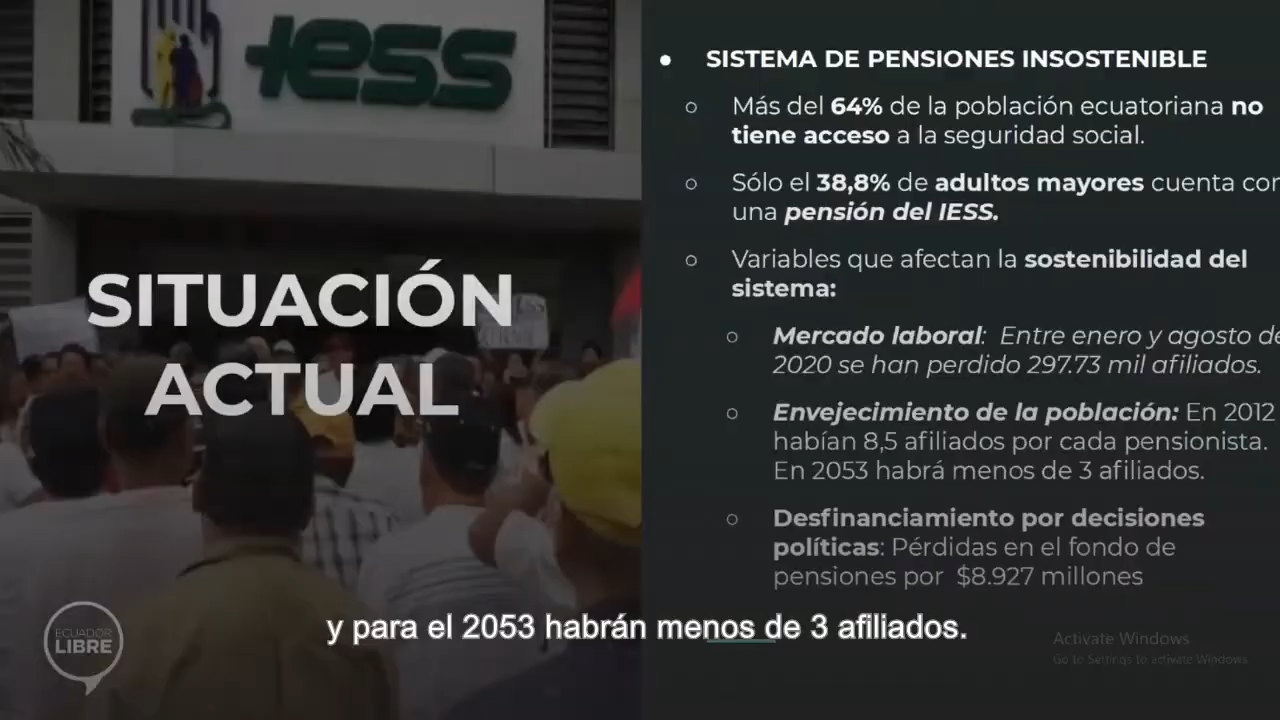 IESS
SITUACIÓN
ACTUAL
ECUADOR
LIBRE
SISTEMA DE PENSIONES INSOSTENIBLE
Más del 64% de la población ecuatoriana no
tiene acceso a la seguridad social.
Sólo el 38,8% de adultos mayores cuenta con
una pensión del IESS.
Variables que afectan la sostenibilidad del
sistema:
Mercado laboral: Entre enero y agosto de
2020 se han perdido 297.73 mil afiliados.
Envejecimiento de la población: En 2012
habían 8,5 afiliados por cada pensionista.
En 2053 habrá menos de 3 afiliados.
Desfinanciamiento por decisiones
políticas: Pérdidas en el fondo de
pensiones por $8.927 millones
y para el 2053 habrán menos de 3 afiliados.
Activate Windows
Go to Settings to activate Windows.